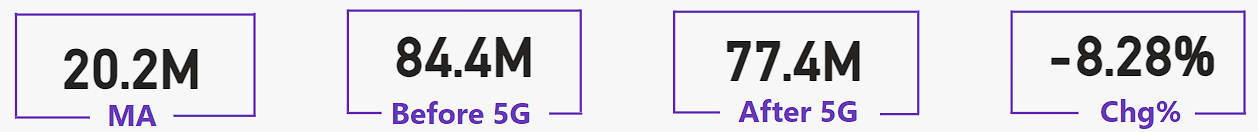 20.2M
MA
84.4M
Before 5G
77.4M
After 5G
-8.28%
Chg%